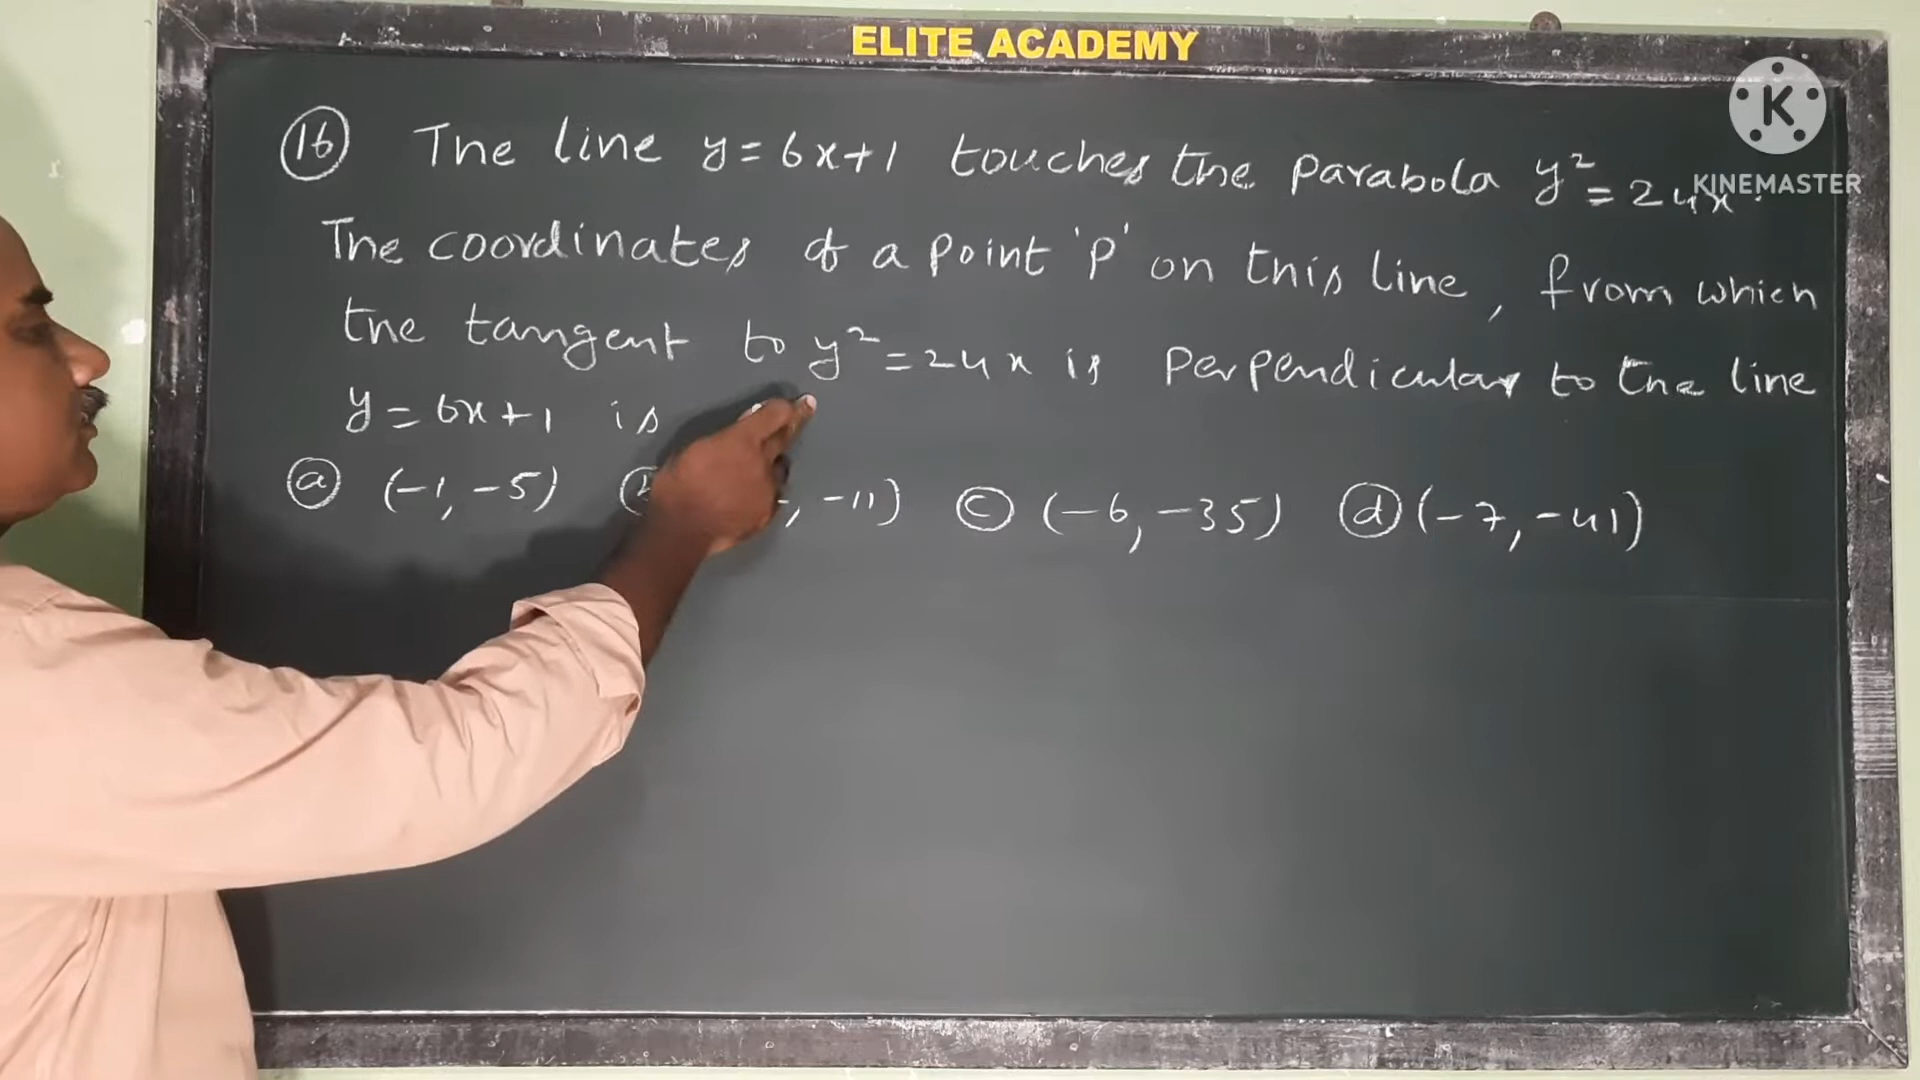 ELITE ACADEMY
K
KINEMASTER
(16) The line y=6x+1 touches the parabola y²=24x.
The coordinates of a point 'P' on this line, from which
the tangent to y²=24x is perpendicular to the line
y=6x+1 is
(a) (-1,-5) , -11) (c) (-6,-35) (d) (-7,-41)